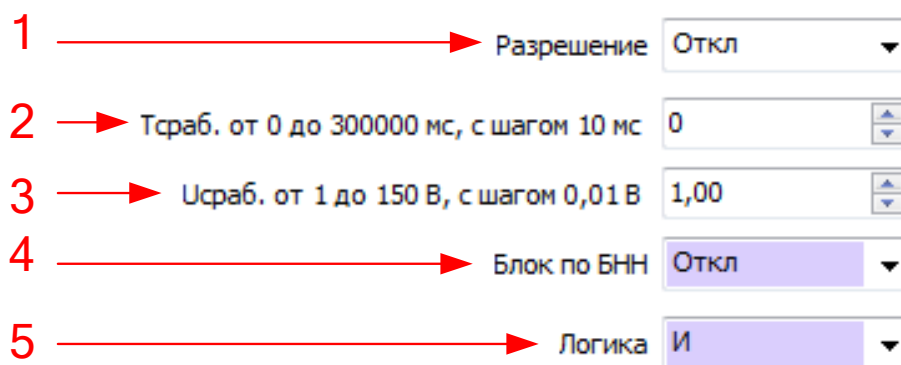 1 Разрешение Откл
2 Тсраб. от 0 до 300000 мс, с шагом 10 мс 0
3 Uсраб. от 1 до 150 В, с шагом 0,01 В 1,00
4 Блок по БНН Откл
5 Логика И